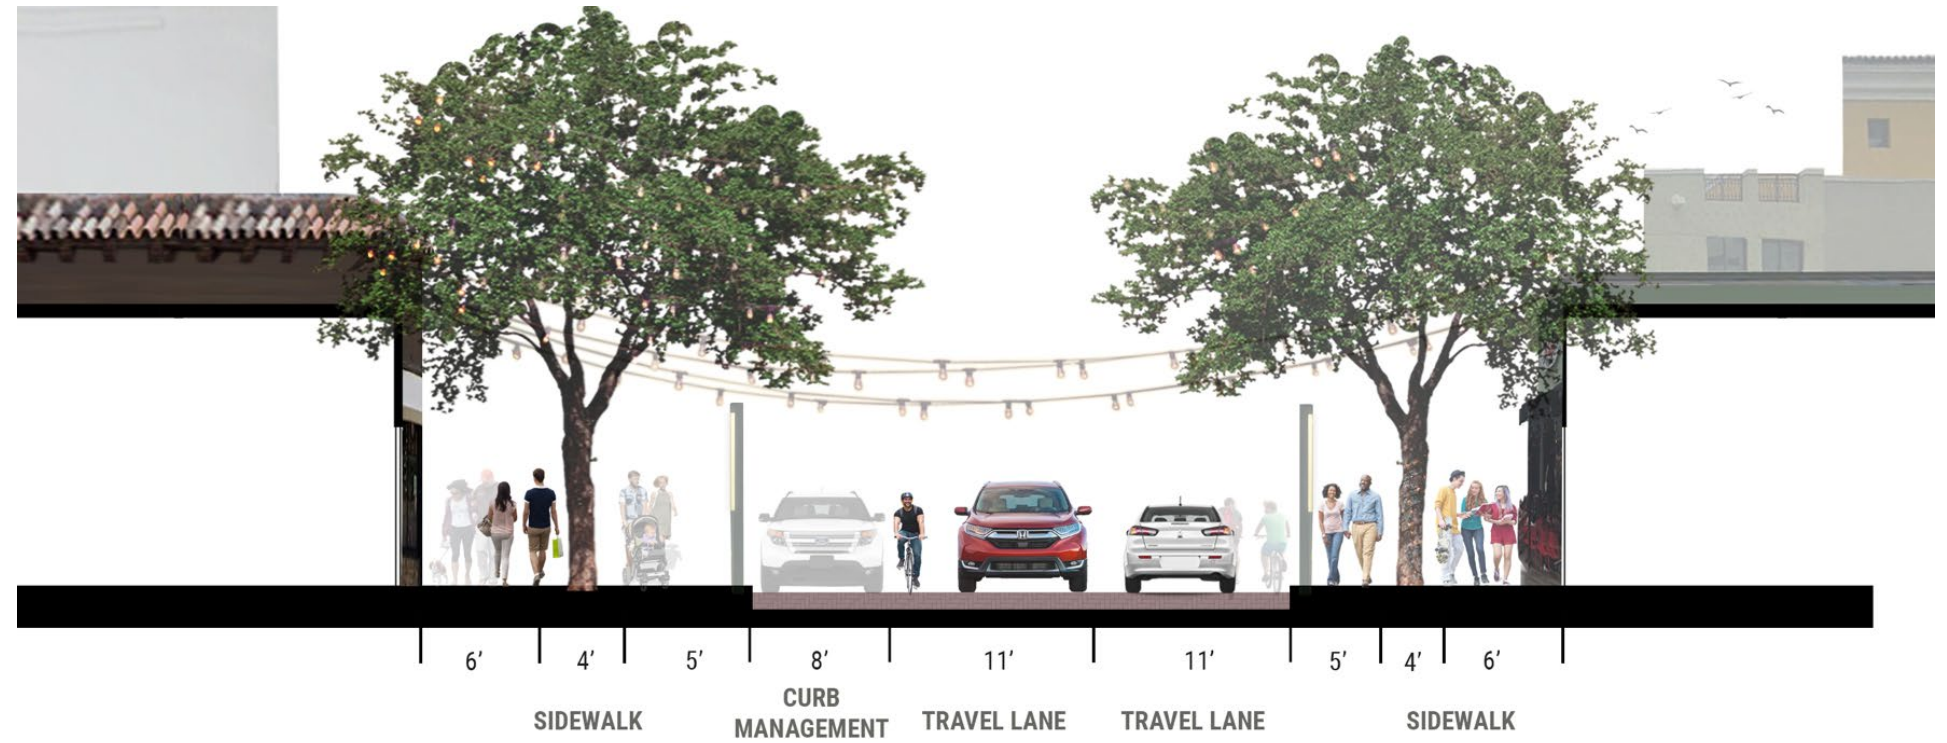 6’ 4’ 5’ 8’ 11’ 11’ 5’ 4’ 6’
SIDEWALK
CURB
MANAGEMENT
TRAVEL LANE
TRAVEL LANE
SIDEWALK